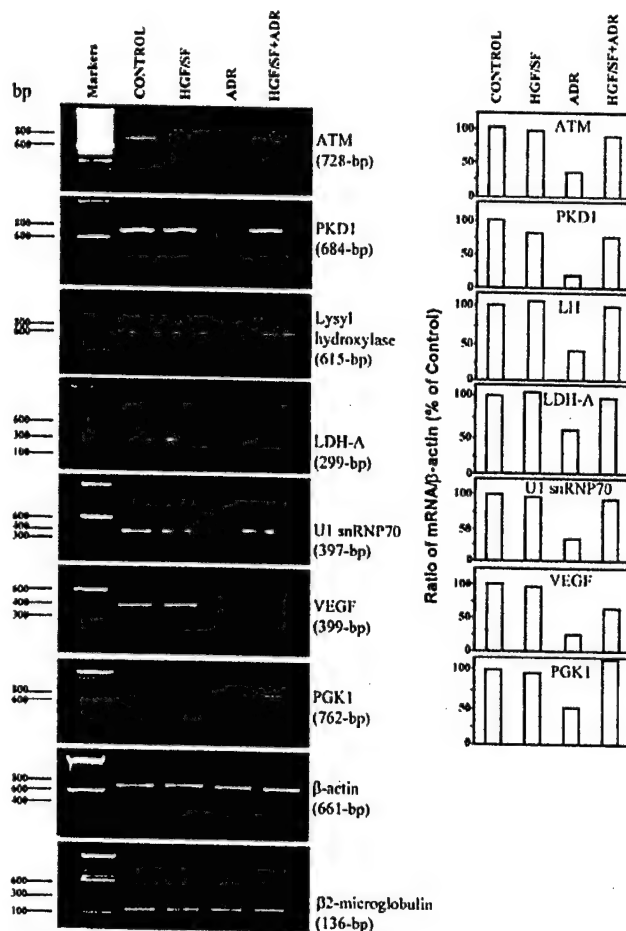 bp
Markers
CONTROL
HGF/SF
ADR
HGF/SF+ADR
800
600
ATM
(728-bp)
800
600
PKD1
(684-bp)
800
600
Lysyl
hydroxylase
(615-bp)
600
300
100
LDH-A
(299-bp)
600
400
300
U1 snRNP70
(397-bp)
600
400
300
VEGF
(399-bp)
800
600
PGK1
(762-bp)
800
600
400
β-actin
(661-bp)
600
300
100
β2-microglobulin
(136-bp)
CONTROL
HGF/SF
ADR
HGF/SF+ADR
Ratio of mRNA/β-actin (% of Control)
100
50
0
ATM
100
50
0
PKD1
100
50
0
LH
100
50
0
LDH-A
100
50
0
U1 snRNP70
100
50
0
VEGF
100
50
0
PGK1